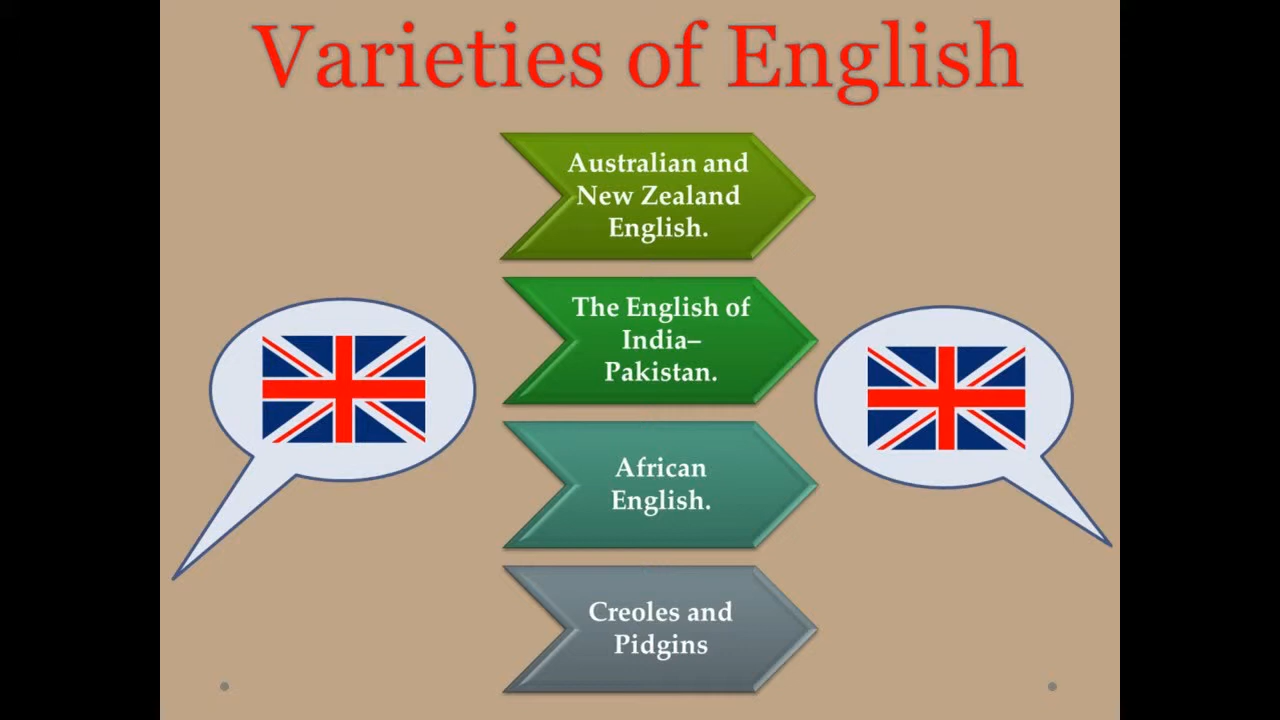 Varieties of English
Australian and
New Zealand
English.
The English of
India–
Pakistan.
African
English.
Creoles and
Pidgins